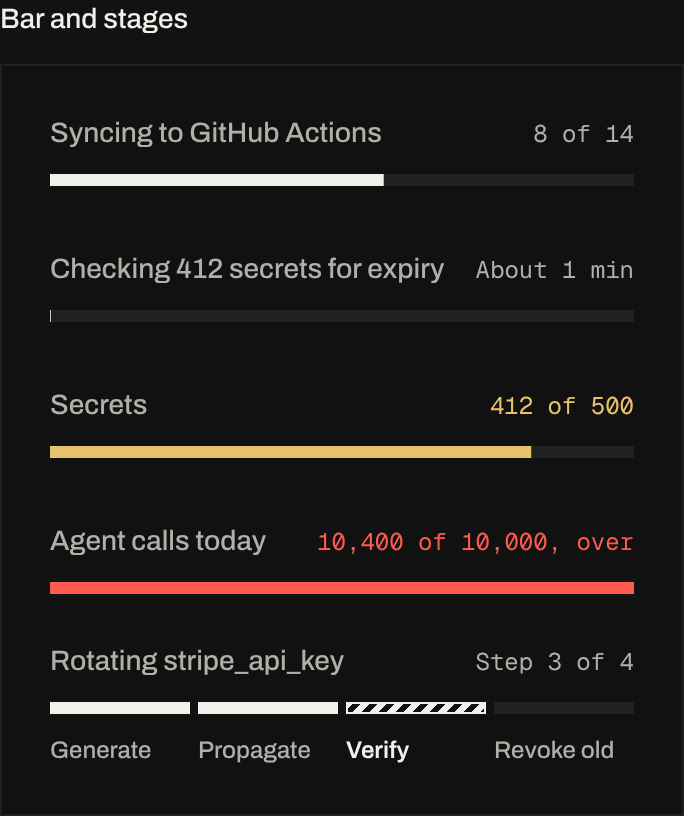 Bar and stages
Syncing to GitHub Actions 8 of 14
Checking 412 secrets for expiry About 1 min
Secrets 412 of 500
Agent calls today 10,400 of 10,000, over
Rotating stripe_api_key Step 3 of 4
Generate Propagate Verify Revoke old